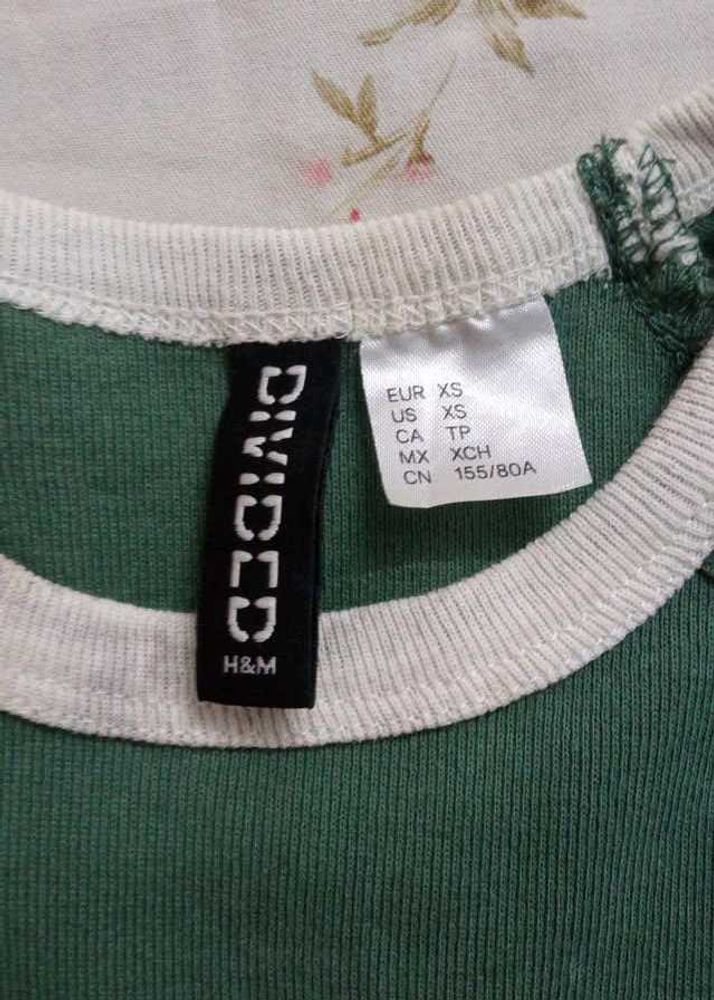 DIVIDED
H&M
EUR XS
US XS
CA TP
MX XCH
CN 155/80A